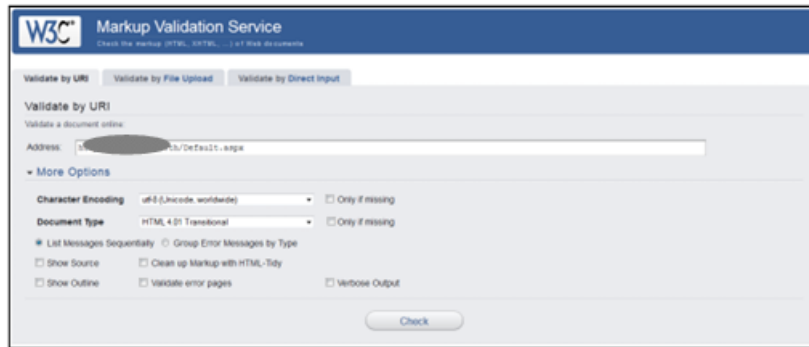 W3C Markup Validation Service
Check the markup (HTML, XHTML, ...) of Web documents
Validate by URI Validate by File Upload Validate by Direct Input
Validate by URI
Validate a document online:
Address: th/Default.aspx
More Options
Character Encoding utf-8 (Unicode, worldwide) Only if missing
Document Type HTML 4.01 Transitional Only if missing
List Messages Sequentially Group Error Messages by Type
Show Source Clean up Markup with HTML-Tidy
Show Outline Validate error pages Verbose Output
Check